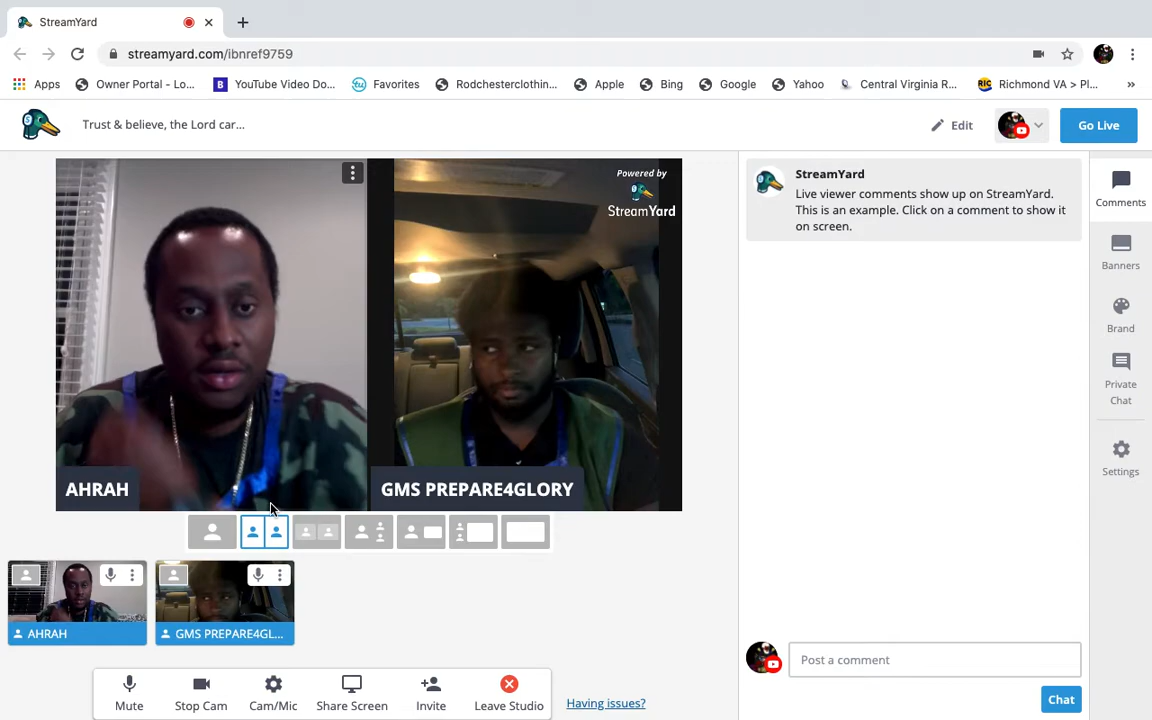 StreamYard
streamyard.com/ibnref9759
Apps
Owner Portal - Lo...
YouTube Video Do...
Favorites
Rodchesterclothin...
Apple
Bing
Google
Yahoo
Central Virginia R...
RIC
Richmond VA > Pl...
»
Trust & believe, the Lord car...
Edit
Go Live
Powered by
StreamYard
AHRAH
GMS PREPARE4GLORY
StreamYard
Live viewer comments show up on StreamYard.
This is an example. Click on a comment to show it
on screen.
Comments
Banners
Brand
Private
Chat
Settings
AHRAH
GMS PREPARE4GL...
Post a comment
Chat
Mute
Stop Cam
Cam/Mic
Share Screen
Invite
Leave Studio
Having issues?